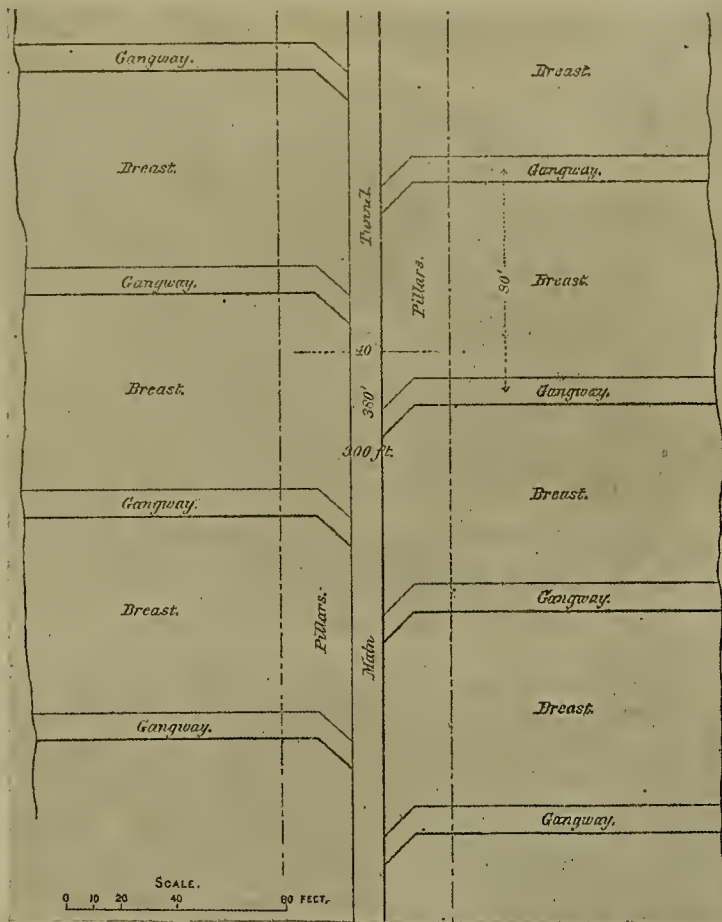 Gangway.
Breast.
Breast.
Gangway.
Tunnel.
Pillars.
80'
Breast.
Gangway.
40
Breast.
380'
Gangway.
300 ft.
Breast.
Gangway.
Breast.
Pillars.
Main
Gangway.
Breast.
Gangway.
Gangway.
SCALE.
0 10 20 40 80 FEET.